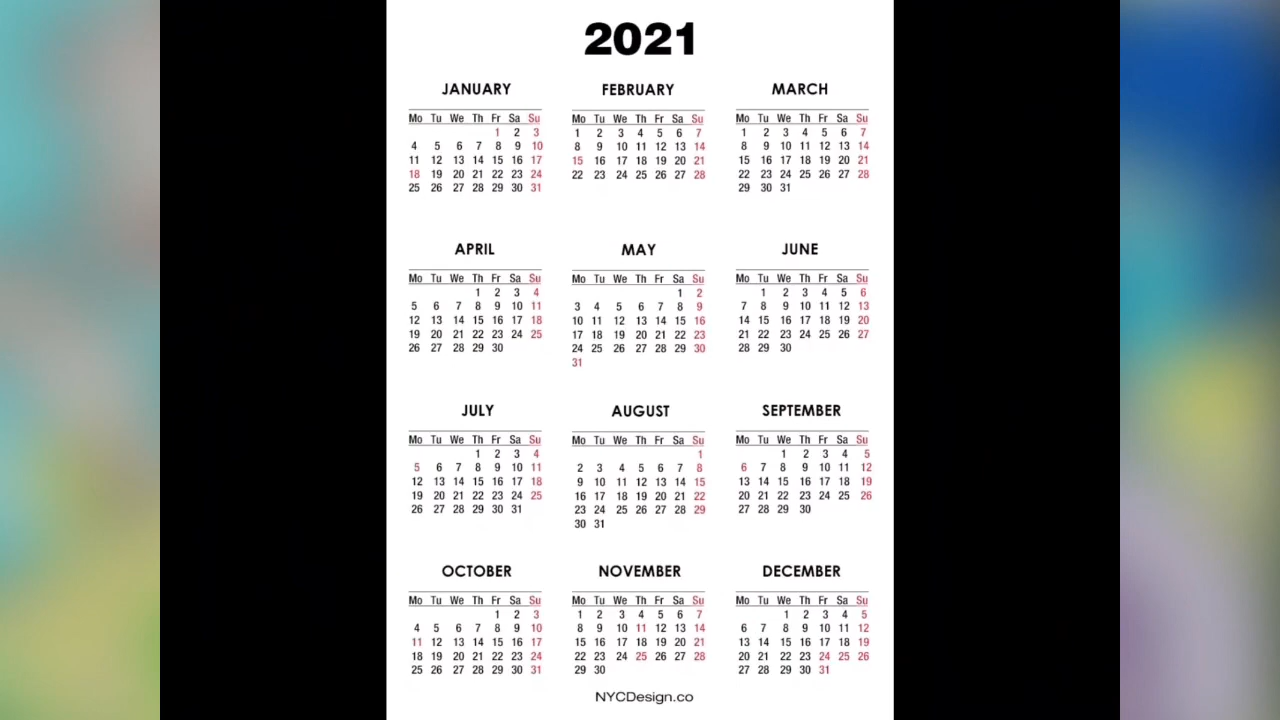 2021
JANUARY FEBRUARY MARCH
Mo Tu We Th Fr Sa Su Mo Tu We Th Fr Sa Su Mo Tu We Th Fr Sa Su
1 2 3 1 2 3 4 5 6 7 1 2 3 4 5 6 7
4 5 6 7 8 9 10 8 9 10 11 12 13 14 8 9 10 11 12 13 14
11 12 13 14 15 16 17 15 16 17 18 19 20 21 15 16 17 18 19 20 21
18 19 20 21 22 23 24 22 23 24 25 26 27 28 22 23 24 25 26 27 28
25 26 27 28 29 30 31 29 30 31
APRIL MAY JUNE
Mo Tu We Th Fr Sa Su Mo Tu We Th Fr Sa Su Mo Tu We Th Fr Sa Su
1 2 3 4 1 2 1 2 3 4 5 6
5 6 7 8 9 10 11 3 4 5 6 7 8 9 7 8 9 10 11 12 13
12 13 14 15 16 17 18 10 11 12 13 14 15 16 14 15 16 17 18 19 20
19 20 21 22 23 24 25 17 18 19 20 21 22 23 21 22 23 24 25 26 27
26 27 28 29 30 24 25 26 27 28 29 30 28 29 30
31
JULY AUGUST SEPTEMBER
Mo Tu We Th Fr Sa Su Mo Tu We Th Fr Sa Su Mo Tu We Th Fr Sa Su
1 2 3 4 1 1 2 3 4 5
5 6 7 8 9 10 11 2 3 4 5 6 7 8 6 7 8 9 10 11 12
12 13 14 15 16 17 18 9 10 11 12 13 14 15 13 14 15 16 17 18 19
19 20 21 22 23 24 25 16 17 18 19 20 21 22 20 21 22 23 24 25 26
26 27 28 29 30 31 23 24 25 26 27 28 29 27 28 29 30
30 31
OCTOBER NOVEMBER DECEMBER
Mo Tu We Th Fr Sa Su Mo Tu We Th Fr Sa Su Mo Tu We Th Fr Sa Su
1 2 3 1 2 3 4 5 6 7 1 2 3 4 5
4 5 6 7 8 9 10 8 9 10 11 12 13 14 6 7 8 9 10 11 12
11 12 13 14 15 16 17 15 16 17 18 19 20 21 13 14 15 16 17 18 19
18 19 20 21 22 23 24 22 23 24 25 26 27 28 20 21 22 23 24 25 26
25 26 27 28 29 30 31 29 30 27 28 29 30 31
NYCDesign.co